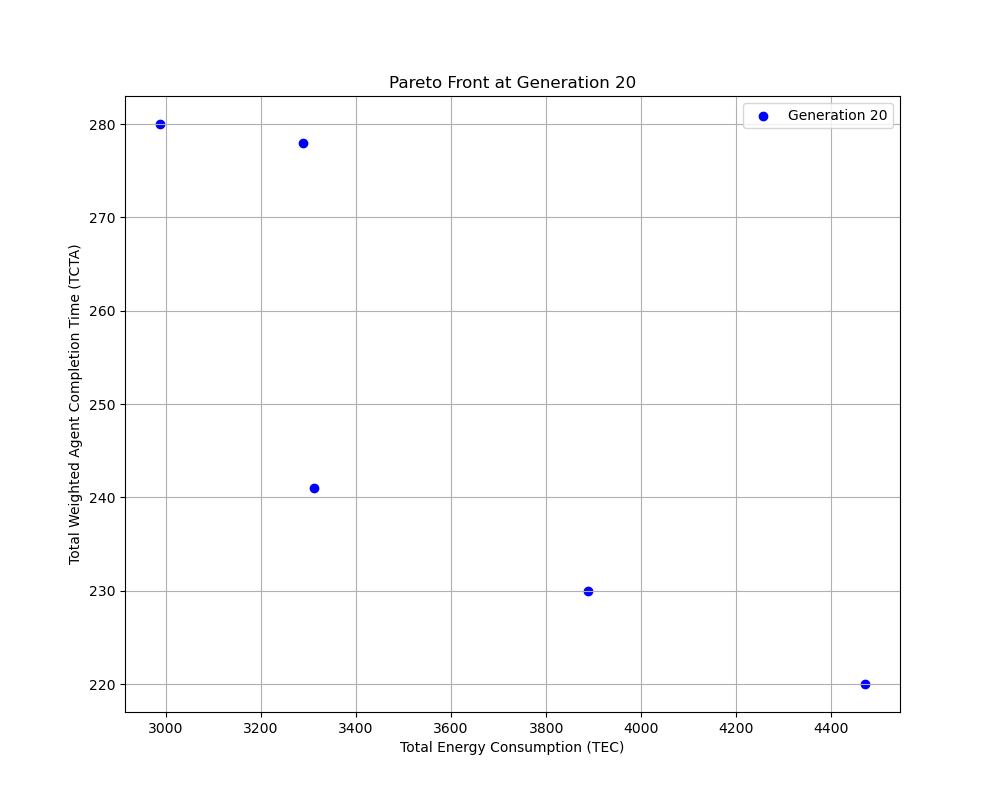 Pareto Front at Generation 20
Generation 20
280
270
260
250
240
230
220
Total Weighted Agent Completion Time (TCTA)
3000 3200 3400 3600 3800 4000 4200 4400
Total Energy Consumption (TEC)